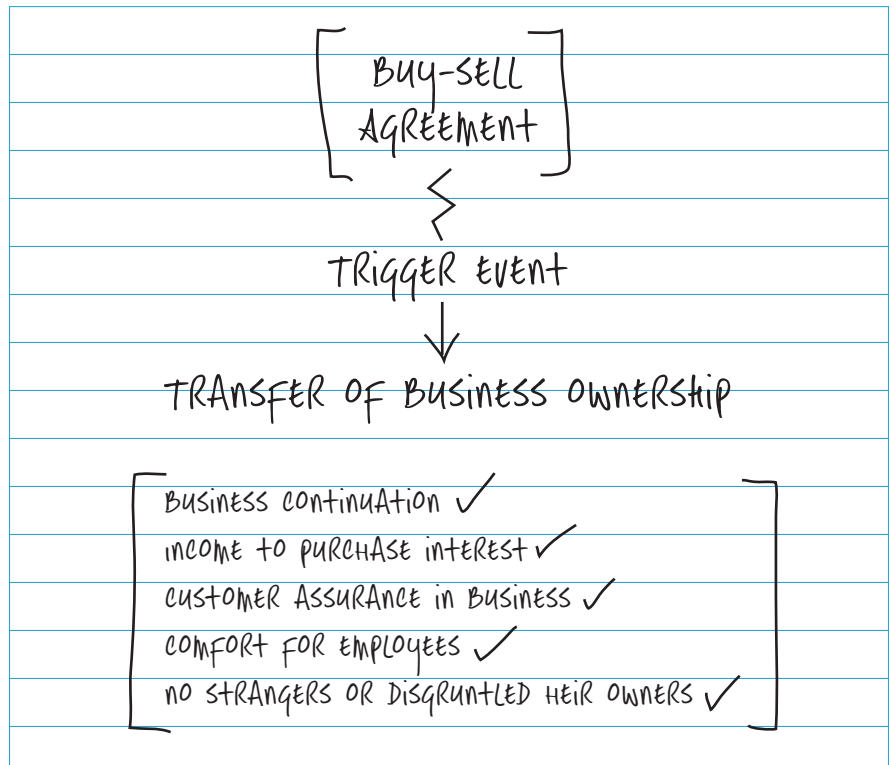 BUY-SELL
AGREEMENT
TRIGGER EVENT
TRANSFER OF BUSINESS OWNERSHIP
BUSINESS CONTINUATION ✓
INCOME TO PURCHASE INTEREST ✓
CUSTOMER ASSURANCE IN BUSINESS ✓
COMFORT FOR EMPLOYEES ✓
NO STRANGERS OR DISGRUNTLED HEIR OWNERS ✓